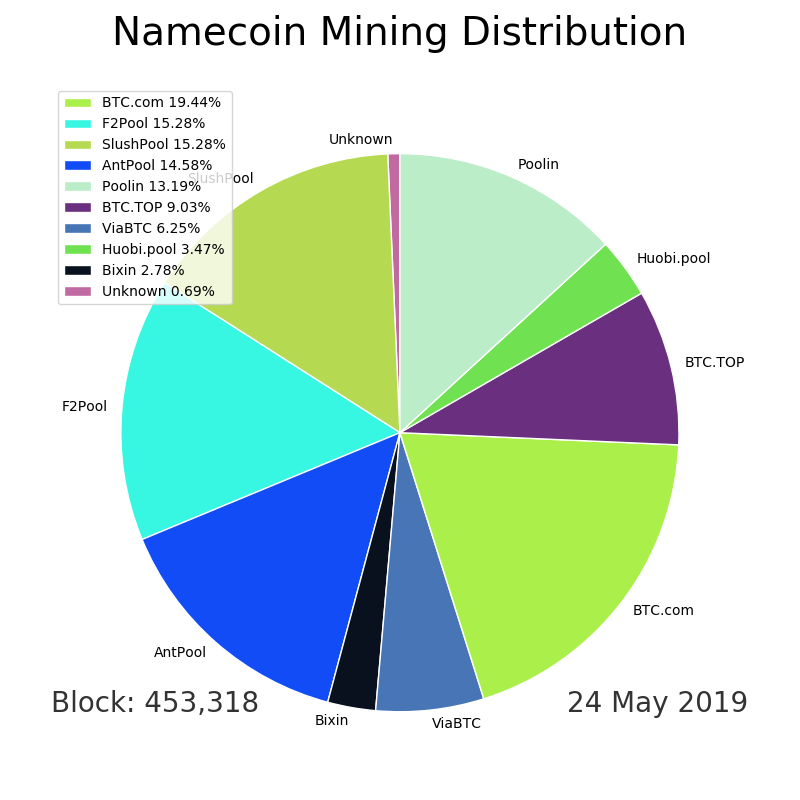 Namecoin Mining Distribution
BTC.com 19.44%
F2Pool 15.28%
SlushPool 15.28%
AntPool 14.58%
Poolin 13.19%
BTC.TOP 9.03%
ViaBTC 6.25%
Huobi.pool 3.47%
Bixin 2.78%
Unknown 0.69%
Unknown
Poolin
SlushPool
Huobi.pool
BTC.TOP
F2Pool
BTC.com
AntPool
Bixin
ViaBTC
Block: 453,318
24 May 2019